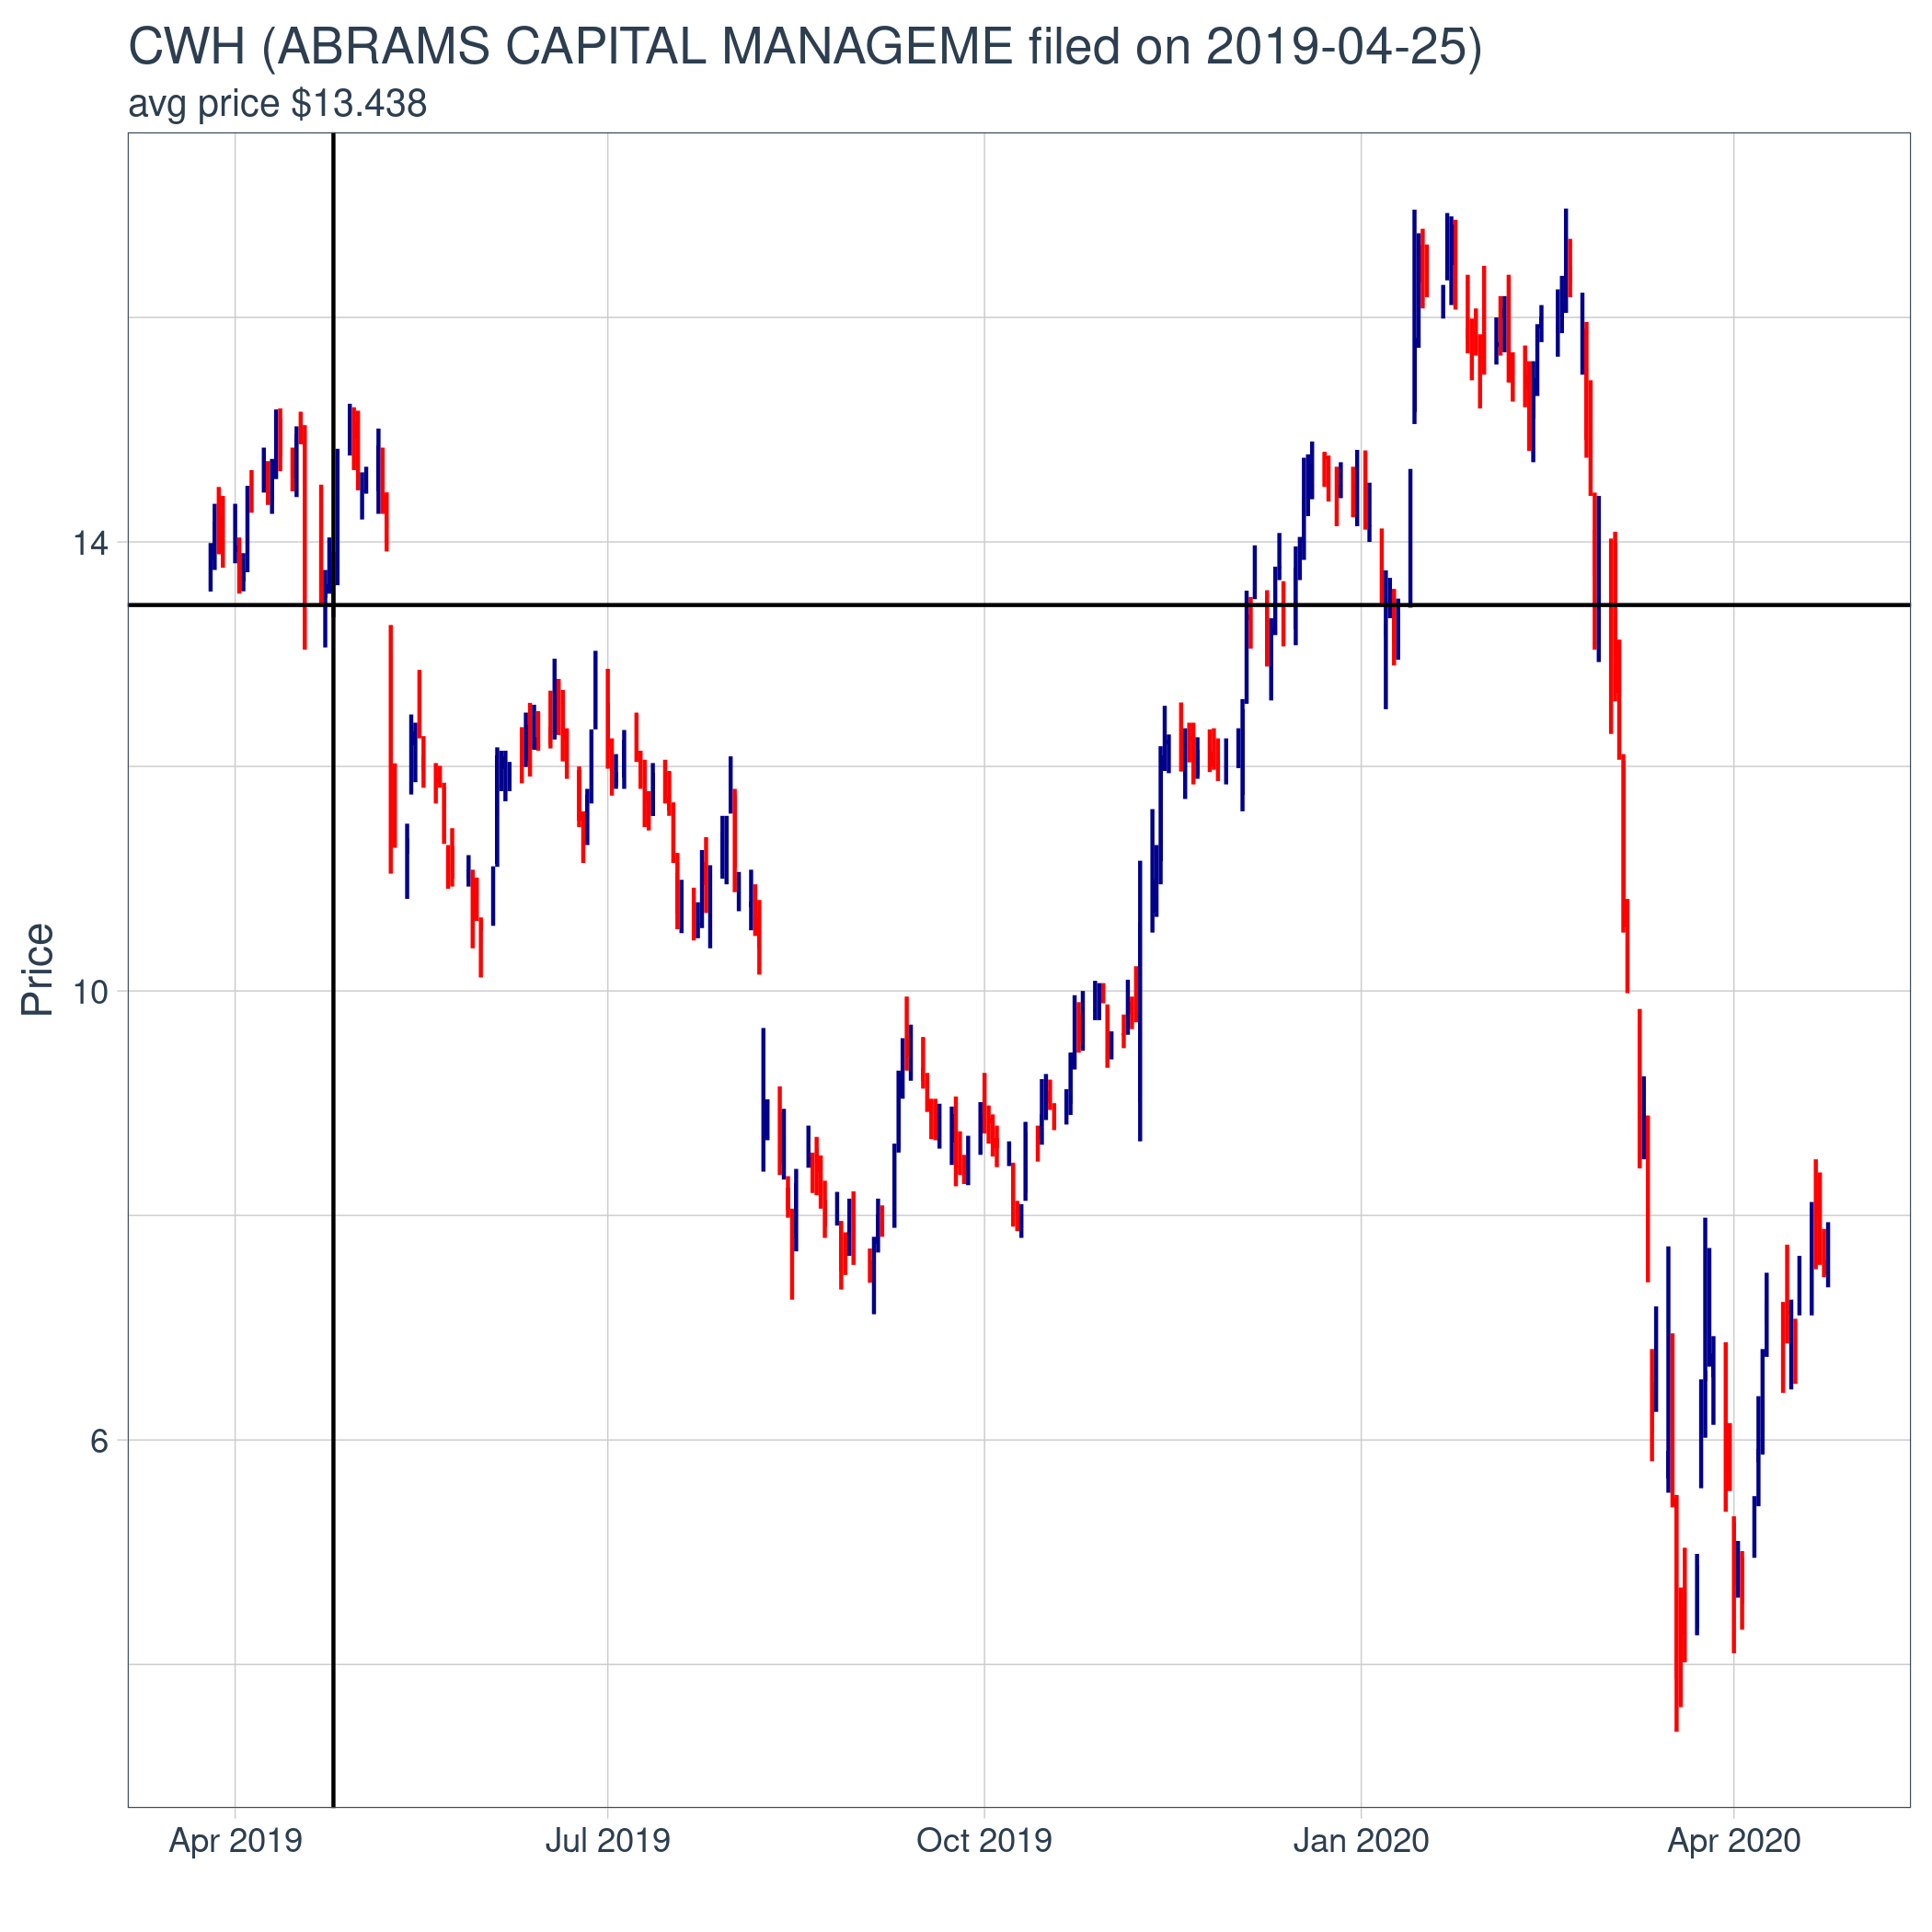 CWH (ABRAMS CAPITAL MANAGEME filed on 2019-04-25)
avg price $13.438
14
10
6
Price
Apr 2019
Jul 2019
Oct 2019
Jan 2020
Apr 2020